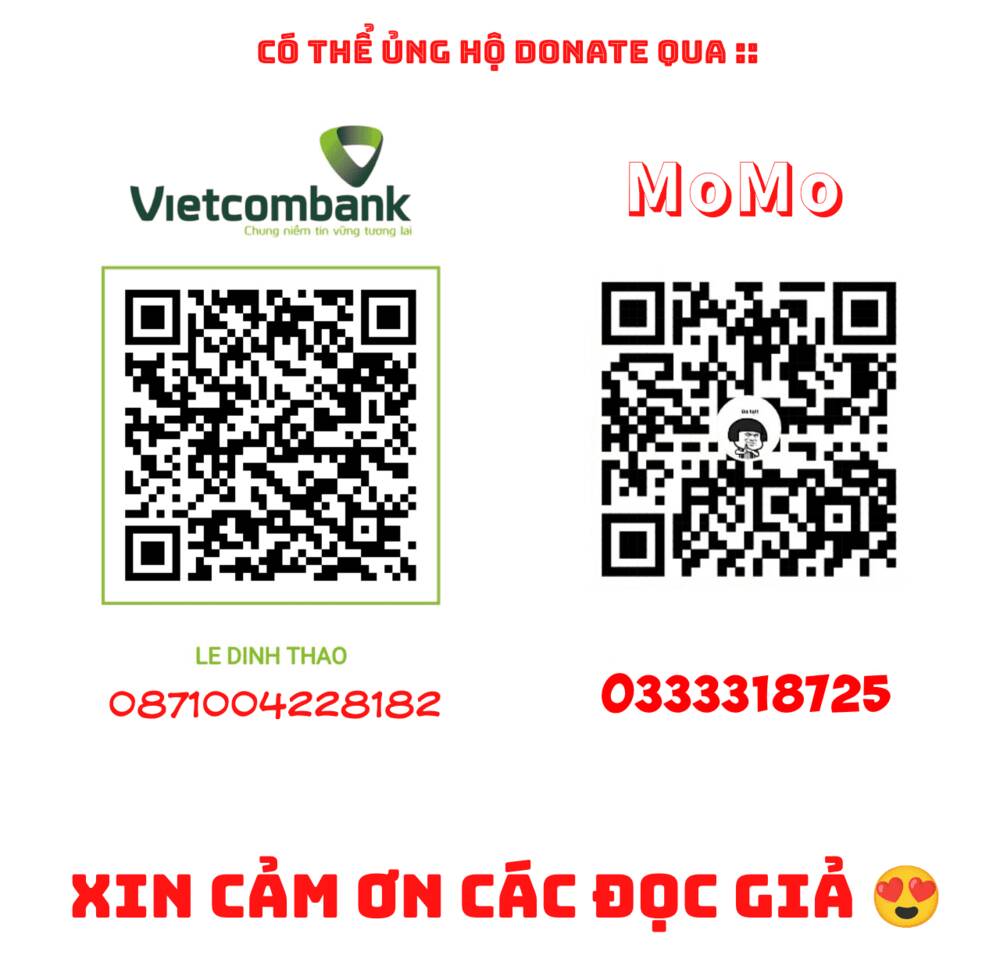 CÓ THỂ ỦNG HỘ DONATE QUA ::
Vietcombank
Chung niềm tin vững tương lai
MoMo
LE DINH THAO
0871004228182
0333318725
XIN CẢM ƠN CÁC ĐỌC GIẢ 😍